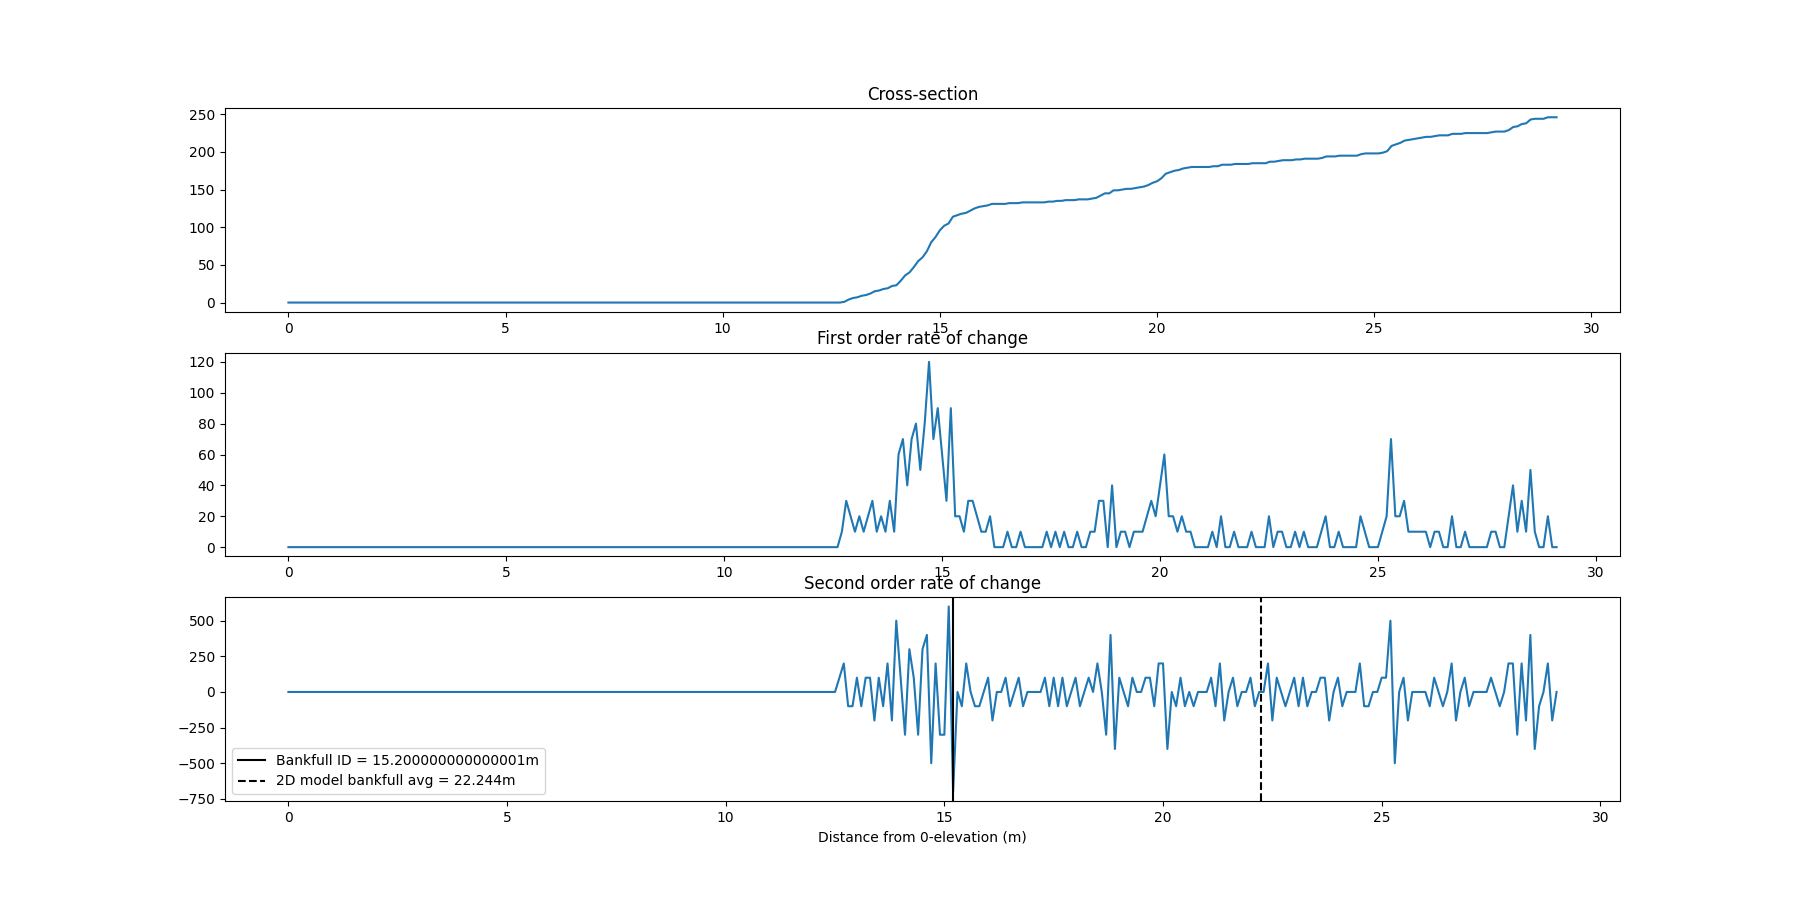 Cross-section
250
200
150
100
50
0
0 5 10 15 20 25 30
First order rate of change
120
100
80
60
40
20
0
0 5 10 15 20 25 30
Second order rate of change
500
250
0
−250
−500
−750
Bankfull ID = 15.200000000000001m
2D model bankfull avg = 22.244m
0 5 10 15 20 25 30
Distance from 0-elevation (m)